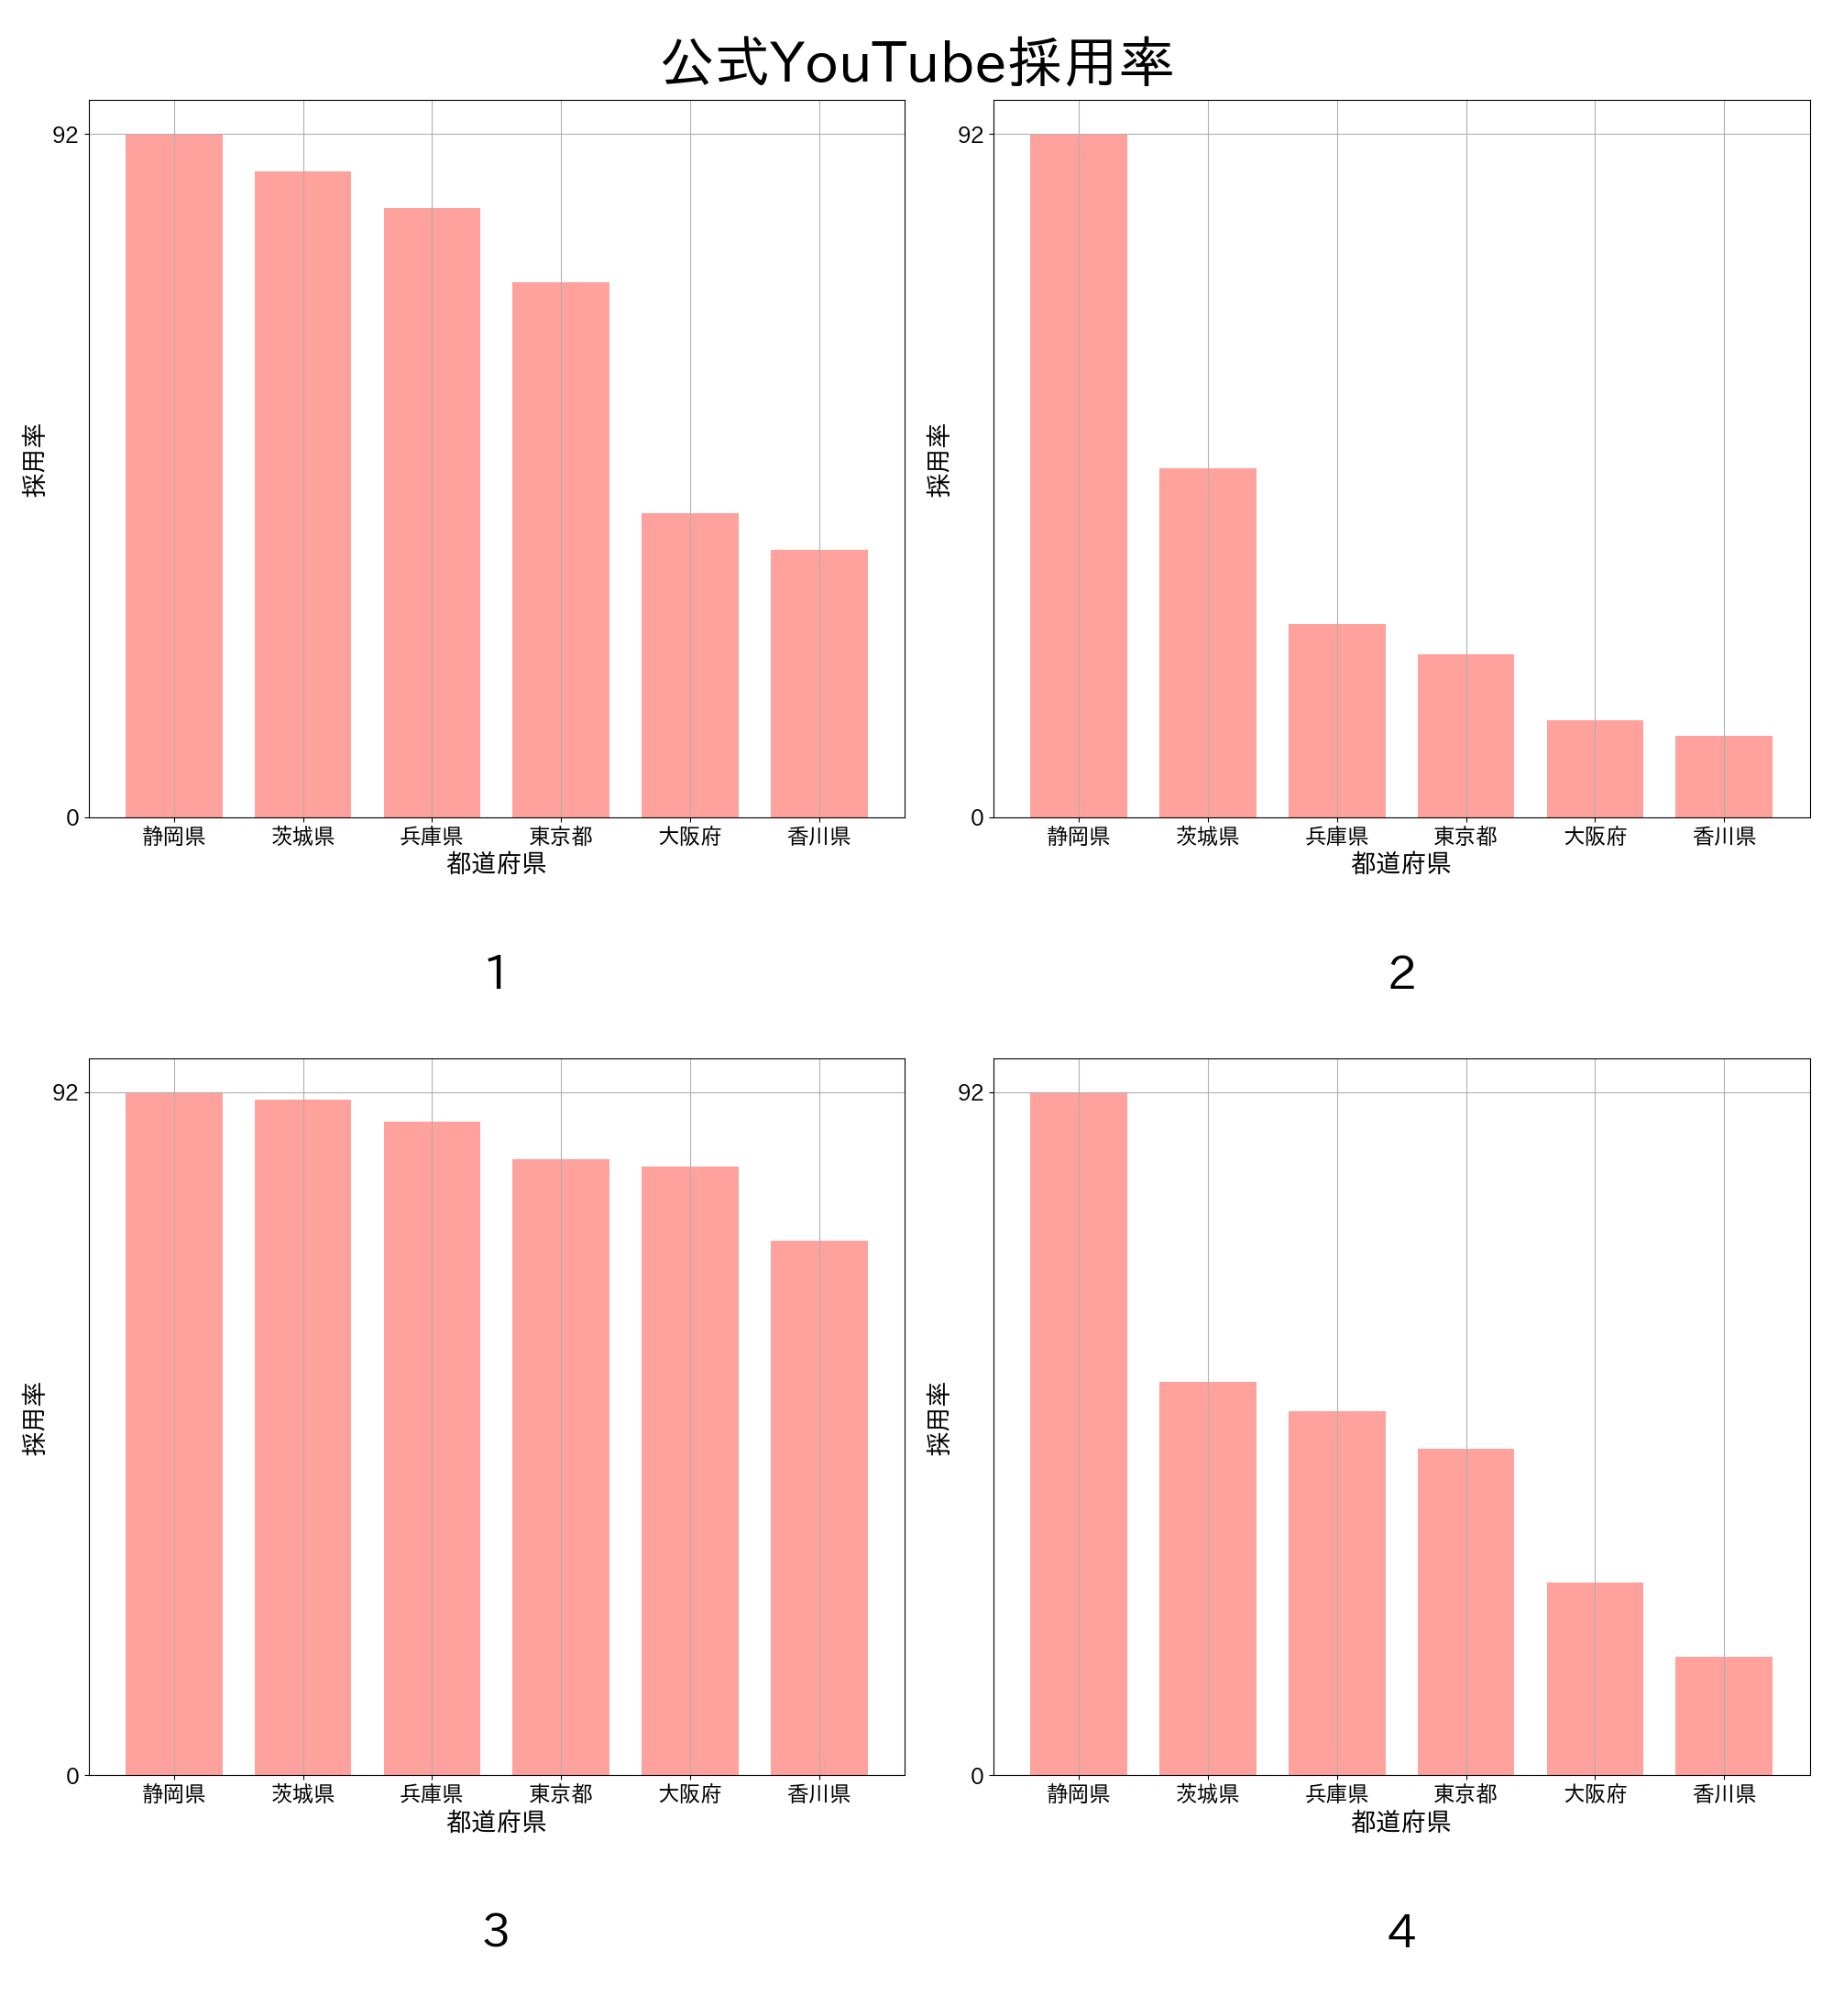 公式YouTube採用率
92
0
採用率
静岡県 茨城県 兵庫県 東京都 大阪府 香川県
都道府県
1
92
0
採用率
静岡県 茨城県 兵庫県 東京都 大阪府 香川県
都道府県
2
92
0
採用率
静岡県 茨城県 兵庫県 東京都 大阪府 香川県
都道府県
3
92
0
採用率
静岡県 茨城県 兵庫県 東京都 大阪府 香川県
都道府県
4